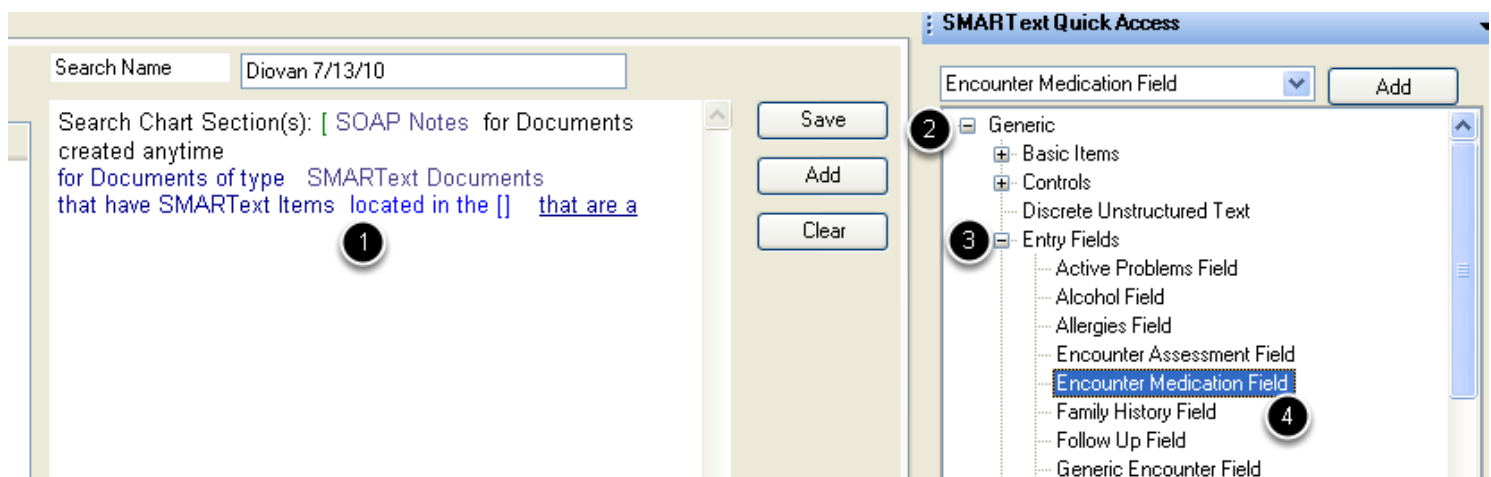 SMARText Quick Access
Search Name
Diovan 7/13/10
Search Chart Section(s): [ SOAP Notes for Documents
created anytime
for Documents of type SMARText Documents
that have SMARText Items located in the [] that are a
1
Save
Add
Clear
Encounter Medication Field
Add
2
Generic
Basic Items
Controls
Discrete Unstructured Text
3
Entry Fields
Active Problems Field
Alcohol Field
Allergies Field
Encounter Assessment Field
Encounter Medication Field
4
Family History Field
Follow Up Field
Generic Encounter Field